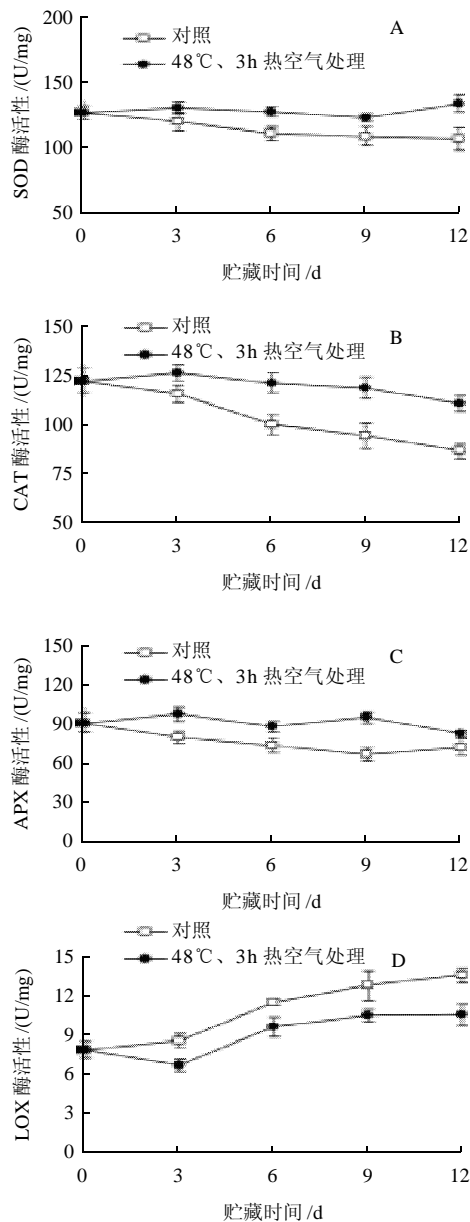 200
对照
A
48℃、3h 热空气处理
150
100
50
SOD 酶活性 /(U/mg)
0 3 6 9 12
贮藏时间 /d
150
对照
B
48℃、3h 热空气处理
125
100
75
50
CAT 酶活性 /(U/mg)
0 3 6 9 12
贮藏时间 /d
150
对照
C
48℃、3h 热空气处理
120
90
60
30
0
APX 酶活性 /(U/mg)
0 3 6 9 12
贮藏时间 /d
15
对照
48℃、3h 热空气处理 D
12
9
6
3
0
LOX 酶活性 /(U/mg)
0 3 6 9 12
贮藏时间 /d